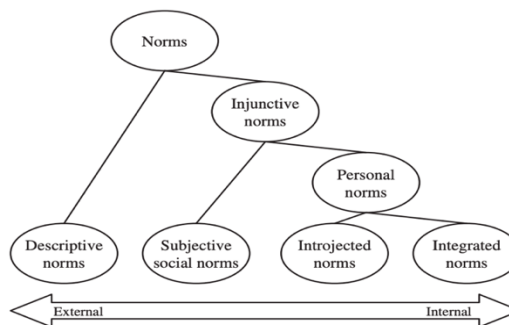 Norms
Injunctive
norms
Personal
norms
Descriptive
norms
Subjective
social norms
Introjected
norms
Integrated
norms
External
Internal